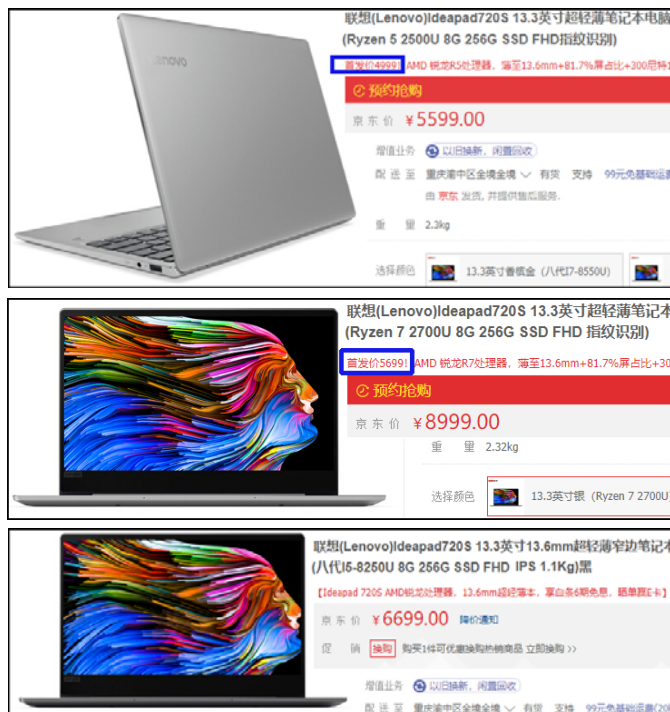 Lenovo
联想(Lenovo)Ideapad720S 13.3英寸超轻薄笔记本电脑
(Ryzen 5 2500U 8G 256G SSD FHD指纹识别)
首发价4999! AMD 锐龙R5处理器，薄至13.6mm+81.7%屏占比+300尼特1
预约抢购
京东价 ￥5599.00
增值业务 以旧换新，闲置回收
配送至 重庆渝中区全境全境 有货 支持 99元免基础运费
由 京东 发货, 并提供售后服务.
重量 2.3kg
选择颜色 13.3英寸香槟金（八代I7-8550U）
联想(Lenovo)Ideapad720S 13.3英寸超轻薄笔记本
(Ryzen 7 2700U 8G 256G SSD FHD 指纹识别)
首发价5699! AMD 锐龙R7处理器，薄至13.6mm+81.7%屏占比+30
预约抢购
京东价 ￥8999.00
重量 2.32kg
选择颜色 13.3英寸银（Ryzen 7 2700U
联想(Lenovo)Ideapad720S 13.3英寸13.6mm超轻薄窄边笔记本
(八代I5-8250U 8G 256G SSD FHD IPS 1.1Kg)黑
【Ideapad 720S AMD锐龙处理器，13.6mm超轻薄本，享白条6期免息，晒单赢E卡】
京东价 ￥6699.00 降价通知
促销 换购 购买1件可优惠换购热销商品 立即换购 >>
增值业务 以旧换新，闲置回收
配送至 重庆渝中区全境全境 有货 支持 99元免基础运费(20